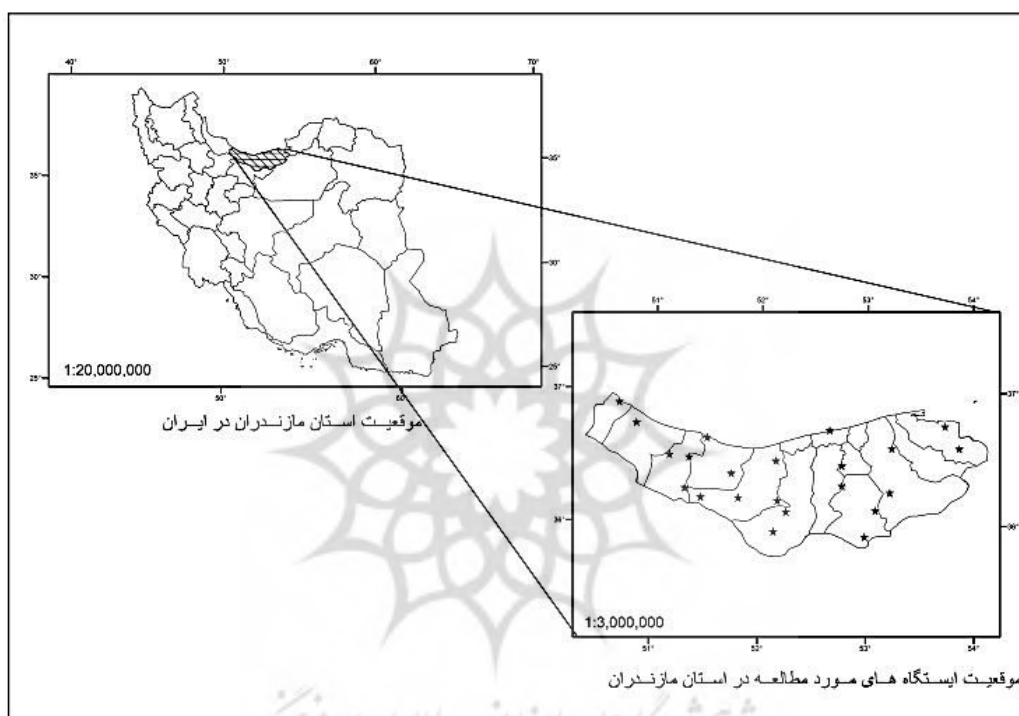 40° 50° 60° 70°
35° 35°
30° 30°
25° 25°
1:20,000,000
50° 60°
موقعیت استان مازندران در ایران
51° 52° 53° 54°
37° 37°
36° 36°
1:3,000,000
51° 52° 53° 54°
موقعیت ایستگاه های مورد مطالعه در استان مازندران